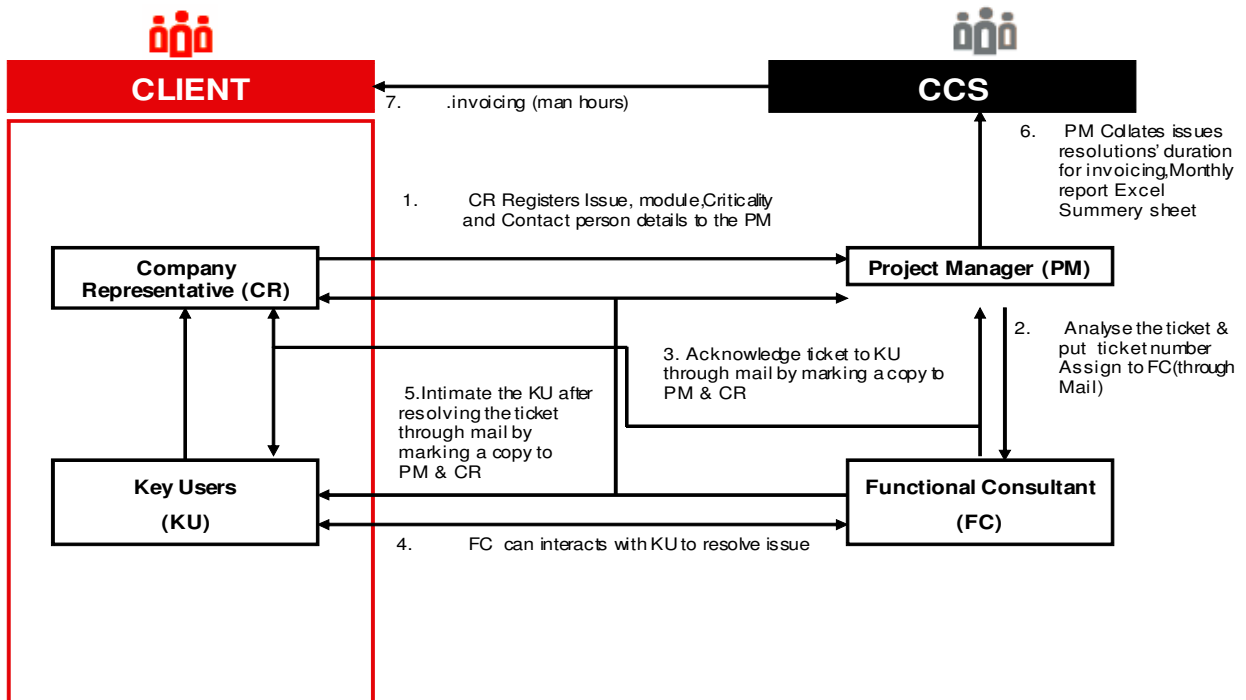 CLIENT
CCS
7. .invoicing (man hours)
6. PM Collates issues
resolutions’ duration
for invoicing,Monthly
report Excel
Summery sheet
1. CR Registers Issue, module,Criticality
and Contact person details to the PM
Company
Representative (CR)
Project Manager (PM)
2. Analyse the ticket &
put ticket number
Assign to FC(through
Mail)
3. Acknowledge ticket to KU
through mail by marking a copy to
PM & CR
5.Intimate the KU after
resolving the ticket
through mail by
marking a copy to
PM & CR
Key Users
(KU)
Functional Consultant
(FC)
4. FC can interacts with KU to resolve issue